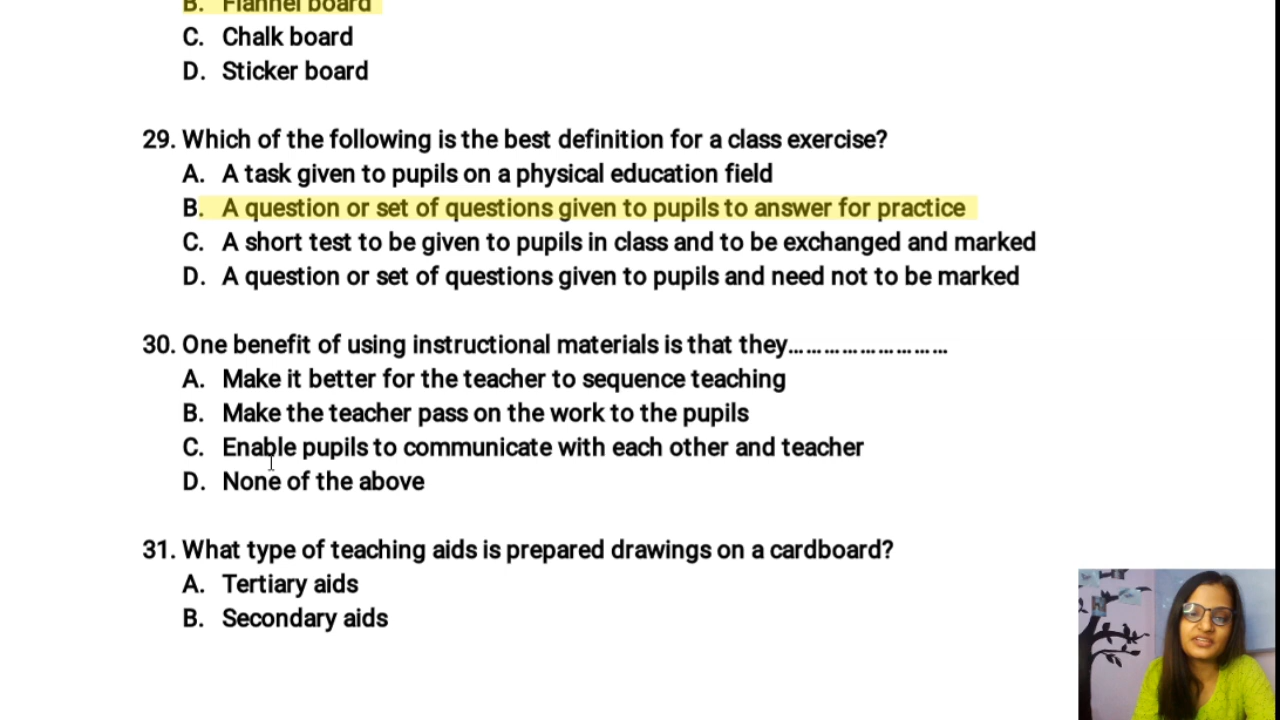 B. Flannel board
C. Chalk board
D. Sticker board
29. Which of the following is the best definition for a class exercise?
A. A task given to pupils on a physical education field
B. A question or set of questions given to pupils to answer for practice
C. A short test to be given to pupils in class and to be exchanged and marked
D. A question or set of questions given to pupils and need not to be marked
30. One benefit of using instructional materials is that they……………………
A. Make it better for the teacher to sequence teaching
B. Make the teacher pass on the work to the pupils
C. Enable pupils to communicate with each other and teacher
D. None of the above
31. What type of teaching aids is prepared drawings on a cardboard?
A. Tertiary aids
B. Secondary aids